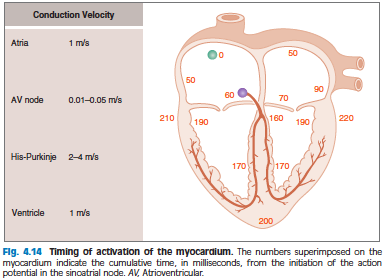 Conduction Velocity
Atria 1 m/s
AV node 0.01–0.05 m/s
His-Purkinje 2–4 m/s
Ventricle 1 m/s
0
50
50
60
70
90
210
190
160
190
220
170
170
200
Fig. 4.14 Timing of activation of the myocardium. The numbers superimposed on the
myocardium indicate the cumulative time, in milliseconds, from the initiation of the action
potential in the sinoatrial node. AV, Atrioventricular.